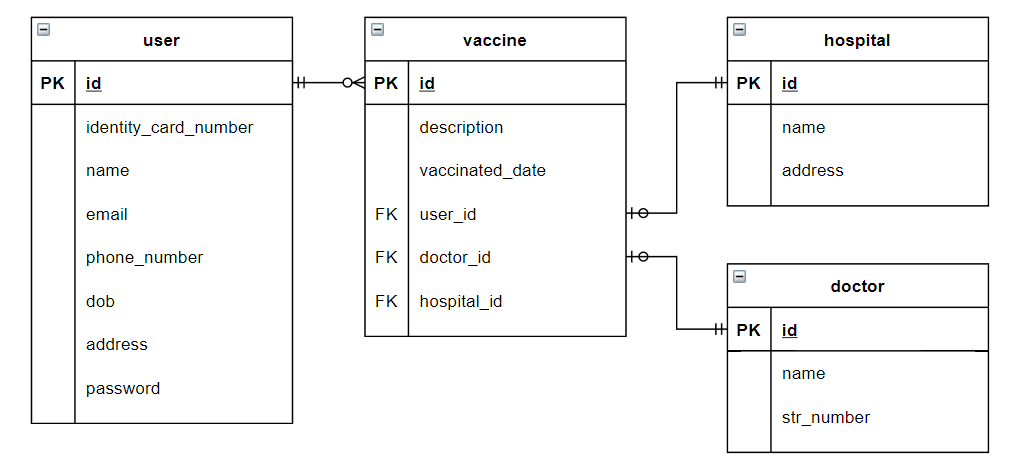 user
PK id
identity_card_number
name
email
phone_number
dob
address
password
vaccine
PK id
description
vaccinated_date
FK user_id
FK doctor_id
FK hospital_id
hospital
PK id
name
address
doctor
PK id
name
str_number